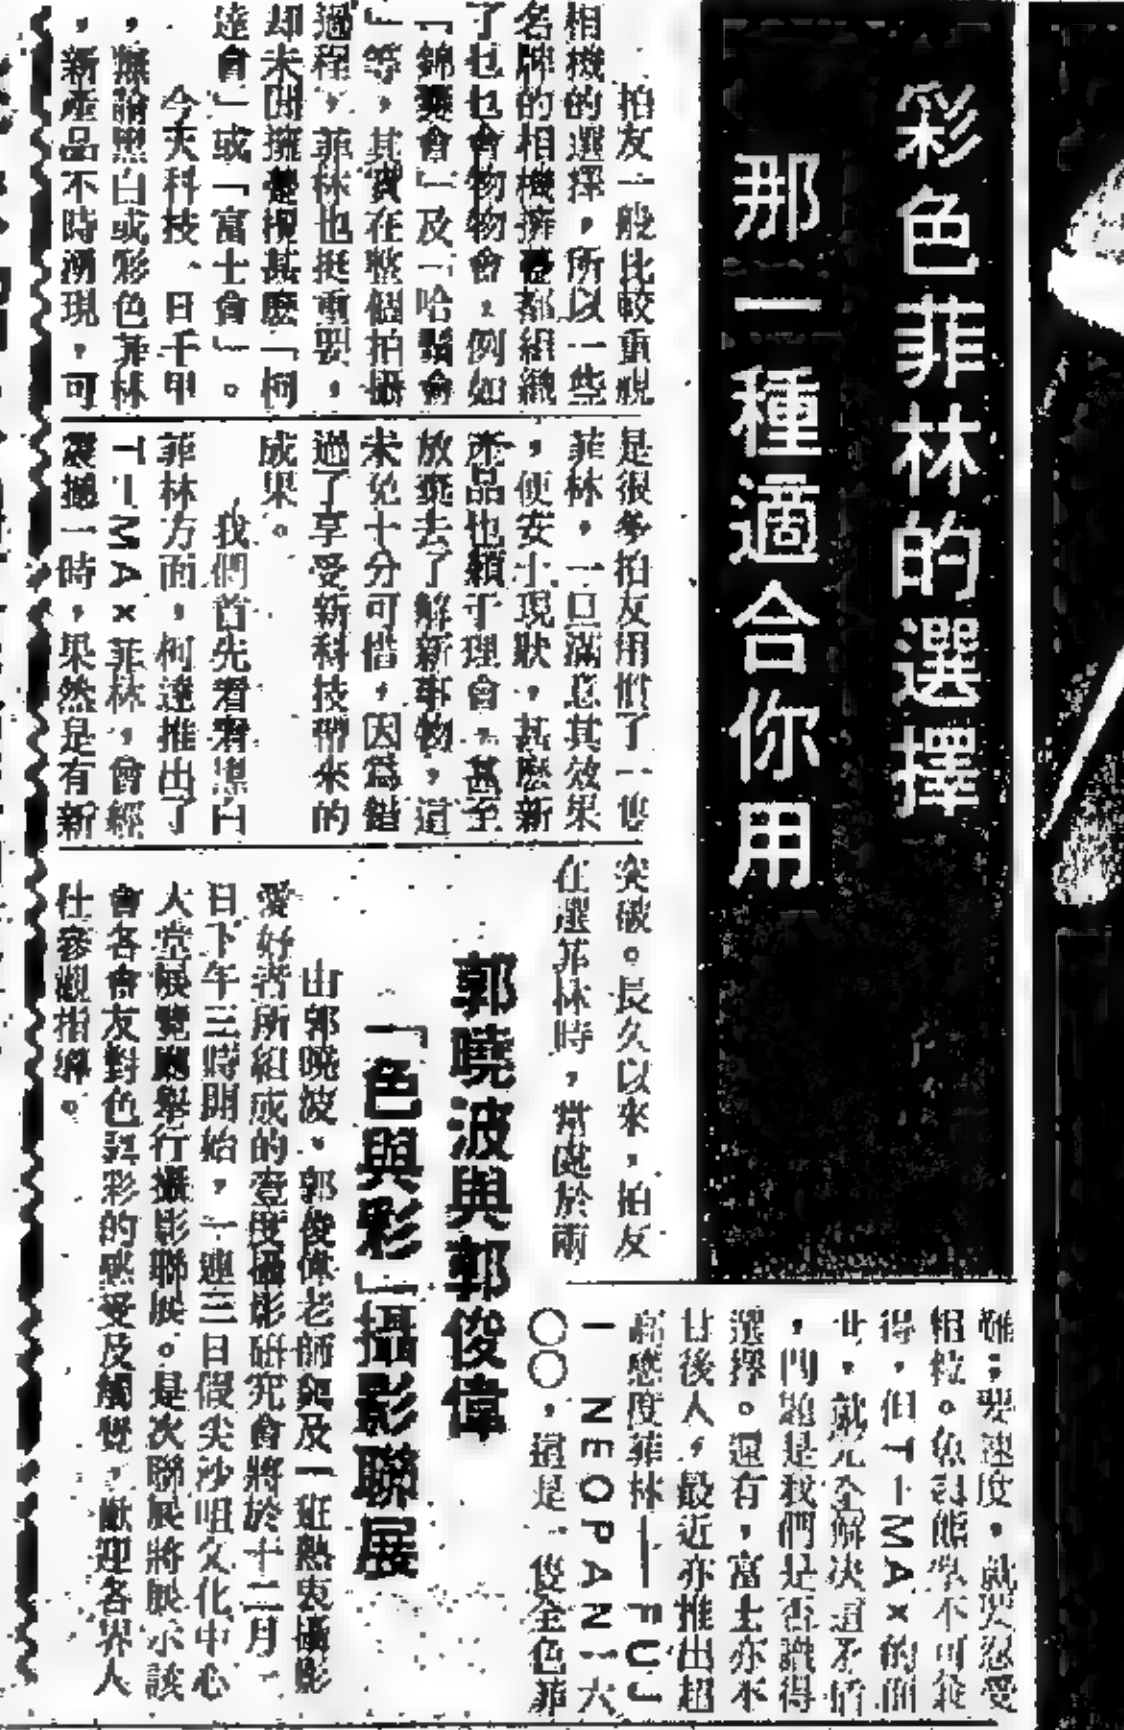 彩色菲林的選擇
那一種適合你用
拍友一般比較重視
相機的選擇，所以一些
名牌的相機擁躉都組織
了乜乜會物物會，例如
「錦囊會」及「哈蘇會
」等，其實在整個拍攝
過程，菲林也挺重要，
却未聞擁躉搅甚麽「柯
達會」或「富士會」。
今天科技、日千里
，無論黑白或彩色菲林
，新產品不時湧現，可
是很多拍友用慣了一也
菲林，一旦滿意其效果
，便安于現狀，甚麽新
產品也懶于理會，甚至
放棄去了解新事物，這
未免十分可惜，因爲錯
過了享受新科技帶來的
成果。
我們首先看看黑白
菲林方面，柯達推出了
T－MAX菲林，曾經
震撼一時，果然是有新
突破。長久以來，拍友
在選菲林時，常處於兩
難；要速度，就要忍受
粗粒。魚與熊掌不可兼
得，但T－MAX的面
世，就完全解决這矛盾
，問題是我們是否識得
選擇。還有，富士亦不
甘後人，最近亦推出超
高感度菲林——FUJ
I NEOPAN一六
〇〇，這是一俊全色菲
郭曉波與郭俊偉
「色與彩」攝影聯展
由郭曉波、郭俊偉老師與及一班熱衷攝影
愛好者所組成的壹度攝影研究會將於十二月一
日下午三時開始，一連三日假尖沙咀文化中心
大堂展覽廳舉行攝影聯展。是次聯展將展示該
會各會友對色與彩的感受及觸覺，歡迎各界人
仕參觀指導。